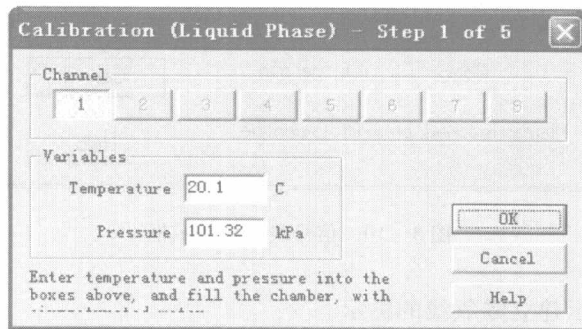 Calibration (Liquid Phase) - Step 1 of 5
Channel
1 2 3 4 5 6 7 8
Variables
Temperature 20.1 C
Pressure 101.32 kPa
OK
Cancel
Help
Enter temperature and pressure into the
boxes above, and fill the chamber, with